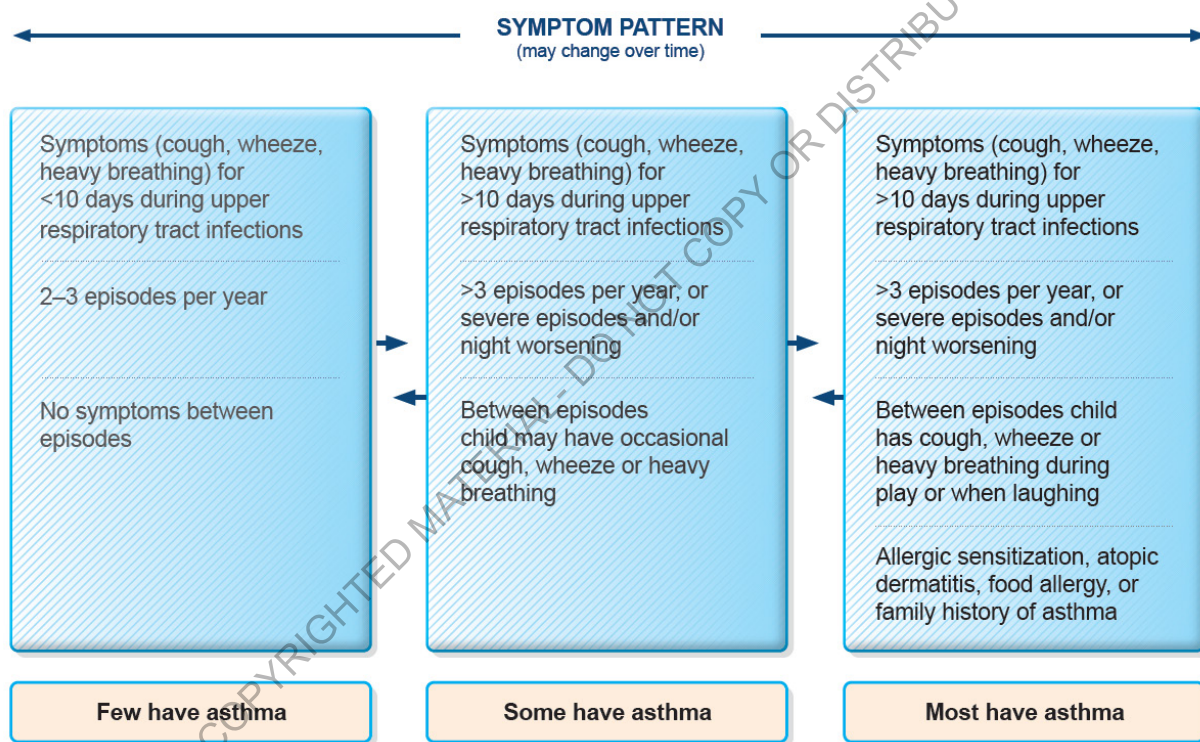 SYMPTOM PATTERN
(may change over time)
Symptoms (cough, wheeze,
heavy breathing) for
<10 days during upper
respiratory tract infections
2–3 episodes per year
No symptoms between
episodes
Few have asthma
Symptoms (cough, wheeze,
heavy breathing) for
>10 days during upper
respiratory tract infections
>3 episodes per year, or
severe episodes and/or
night worsening
Between episodes
child may have occasional
cough, wheeze or heavy
breathing
Some have asthma
Symptoms (cough, wheeze,
heavy breathing) for
>10 days during upper
respiratory tract infections
>3 episodes per year, or
severe episodes and/or
night worsening
Between episodes child
has cough, wheeze or
heavy breathing during
play or when laughing
Allergic sensitization, atopic
dermatitis, food allergy, or
family history of asthma
Most have asthma
COPYRIGHTED MATERIAL - DO NOT COPY OR DISTRIBU